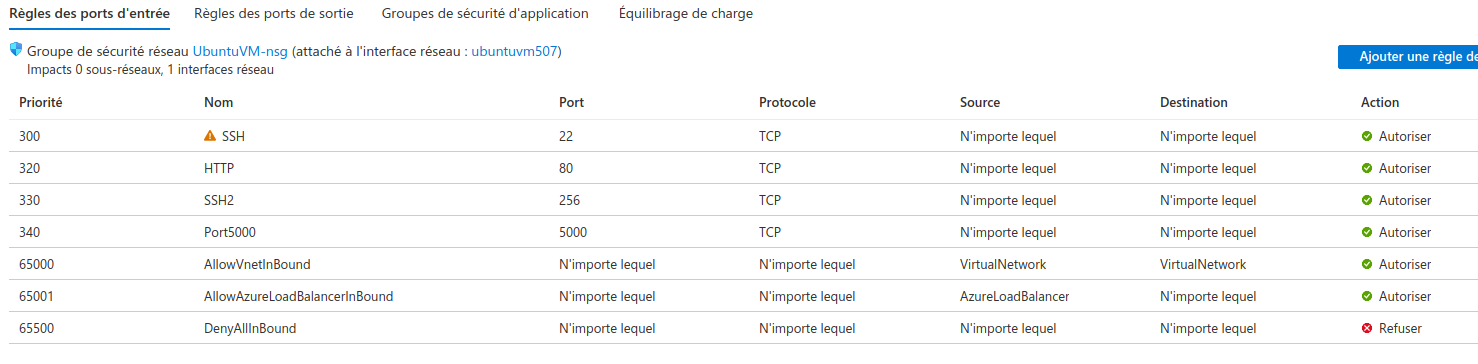 Règles des ports d'entrée Règles des ports de sortie Groupes de sécurité d'application Équilibrage de charge
Groupe de sécurité réseau UbuntuVM-nsg (attaché à l'interface réseau : ubuntuvm507)
Impacts 0 sous-réseaux, 1 interfaces réseau
Ajouter une règle de
Priorité Nom Port Protocole Source Destination Action
300 SSH 22 TCP N'importe lequel N'importe lequel Autoriser
320 HTTP 80 TCP N'importe lequel N'importe lequel Autoriser
330 SSH2 256 TCP N'importe lequel N'importe lequel Autoriser
340 Port5000 5000 TCP N'importe lequel N'importe lequel Autoriser
65000 AllowVnetInBound N'importe lequel N'importe lequel VirtualNetwork VirtualNetwork Autoriser
65001 AllowAzureLoadBalancerInBound N'importe lequel N'importe lequel AzureLoadBalancer N'importe lequel Autoriser
65500 DenyAllInBound N'importe lequel N'importe lequel N'importe lequel N'importe lequel Refuser